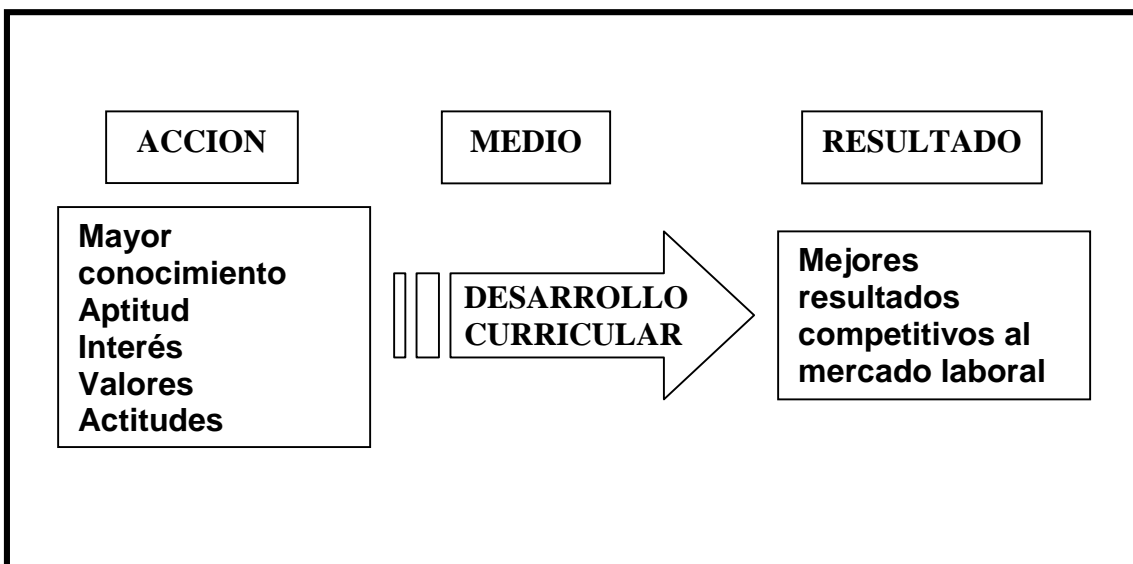 ACCION
MEDIO
RESULTADO
Mayor
conocimiento
Aptitud
Interés
Valores
Actitudes
DESARROLLO
CURRICULAR
Mejores
resultados
competitivos al
mercado laboral